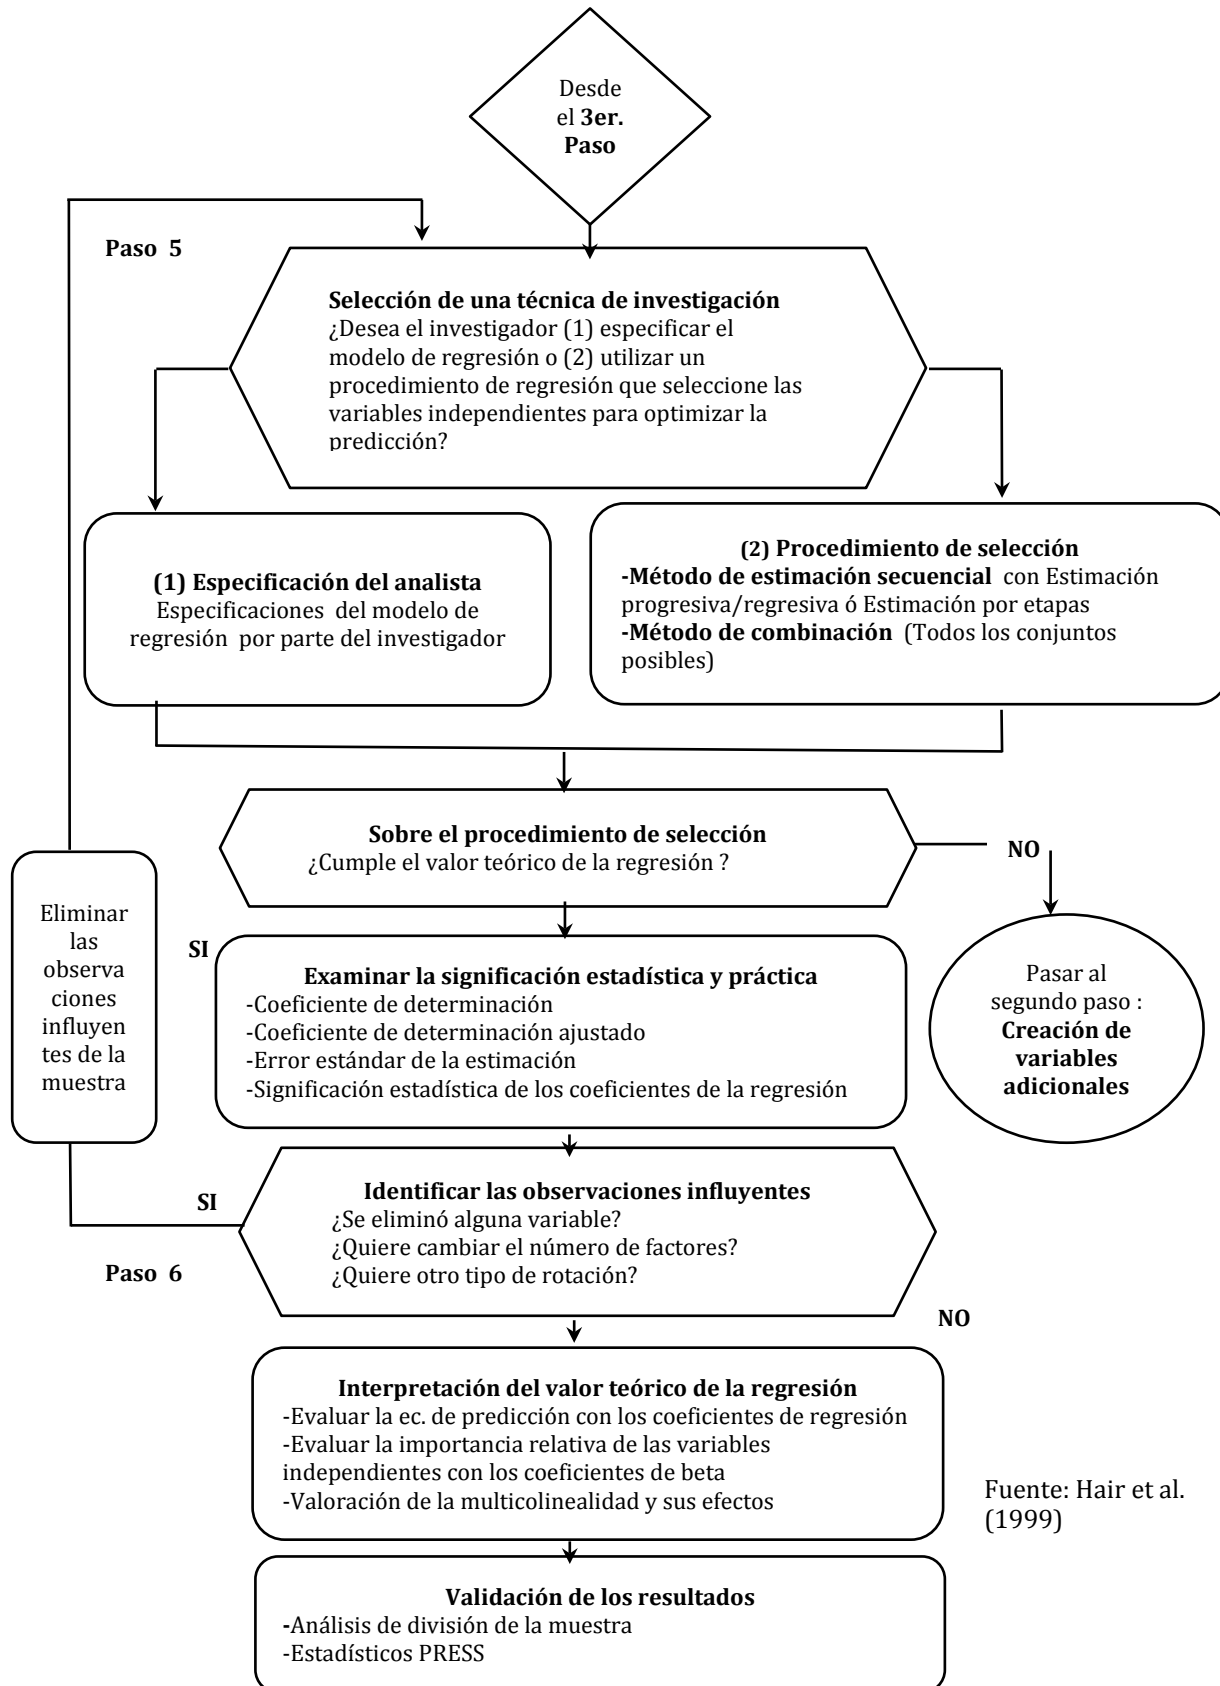 Desde
el 3er.
Paso
Paso 5
Selección de una técnica de investigación
¿Desea el investigador (1) especificar el
modelo de regresión o (2) utilizar un
procedimiento de regresión que seleccione las
variables independientes para optimizar la
predicción?
(1) Especificación del analista
Especificaciones del modelo de
regresión por parte del investigador
(2) Procedimiento de selección
-Método de estimación secuencial con Estimación
progresiva/regresiva ó Estimación por etapas
-Método de combinación (Todos los conjuntos
posibles)
Sobre el procedimiento de selección
¿Cumple el valor teórico de la regresión ?
NO
Eliminar
las
observa
ciones
influyen
tes de la
muestra
SI
Examinar la significación estadística y práctica
-Coeficiente de determinación
-Coeficiente de determinación ajustado
-Error estándar de la estimación
-Significación estadística de los coeficientes de la regresión
Pasar al
segundo paso :
Creación de
variables
adicionales
SI
Identificar las observaciones influyentes
¿Se eliminó alguna variable?
¿Quiere cambiar el número de factores?
¿Quiere otro tipo de rotación?
Paso 6
NO
Interpretación del valor teórico de la regresión
-Evaluar la ec. de predicción con los coeficientes de regresión
-Evaluar la importancia relativa de las variables
independientes con los coeficientes de beta
-Valoración de la multicolinealidad y sus efectos
Fuente: Hair et al.
(1999)
Validación de los resultados
-Análisis de división de la muestra
-Estadísticos PRESS